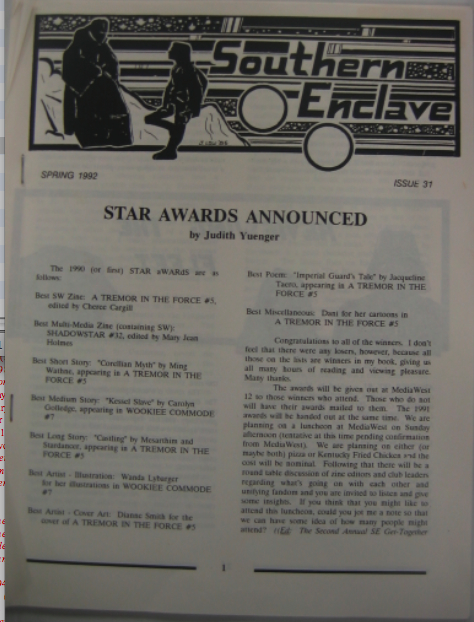 Southern
Enclave
SPRING 1992
ISSUE 31
STAR AWARDS ANNOUNCED
by Judith Yuenger
The 1990 (or first) STAR aWARdS are as
follows:
Best SW Zine: A TREMOR IN THE FORCE #5,
edited by Cheree Cargill
Best Multi-Media Zine (containing SW):
SHADOWSTAR #32, edited by Mary Jean
Holmes
Best Short Story: "Corellian Myth" by Ming
Wathne, appearing in A TREMOR IN THE
FORCE #5
Best Medium Story: "Kessel Slave" by Carolyn
Golledge, appearing in WOOKIEE COMMODE
#7
Best Long Story: "Casting" by Mesarthim and
Stardancer, appearing in A TREMOR IN THE
FORCE #5
Best Artist - Illustration: Wanda Lybarger
for her illustrations in WOOKIEE COMMODE
#7
Best Artist - Cover Art: Dianne Smith for the
cover of A TREMOR IN THE FORCE #5
Best Poem: "Imperial Guard's Tale" by Jacqueline
Taero, appearing in A TREMOR IN THE
FORCE #5
Best Miscellaneous: Dani for her cartoons in
A TREMOR IN THE FORCE #5
Congratulations to all of the winners. I don't
feel that there any losers, however, because all
those on the lists are winners in my book, giving us
all many hours of reading and viewing pleasure.
Many thanks.
The awards will be given out at MediaWest
12 to those winners who attend. Those who do not
will have their awards mailed to them. The 1991
awards will be handed out at the same time. We are
planning on a luncheon at MediaWest on Sunday
afternoon (tentative at this time pending confirmation
from MediaWest). We are planning on either (or
maybe both) pizza or Kentucky Fried Chicken and the
cost will be nominal. Following that there will be a
round table discussion of zine editors and club leaders
regarding what's going on with each other and
unifying fandom and you are invited to listen and give
some insights. If you think that you might like to
attend this luncheon, could you jot me a note so that
we can have some idea of how many people might
attend? ((Ed: The Second Annual SE Get-Together
1